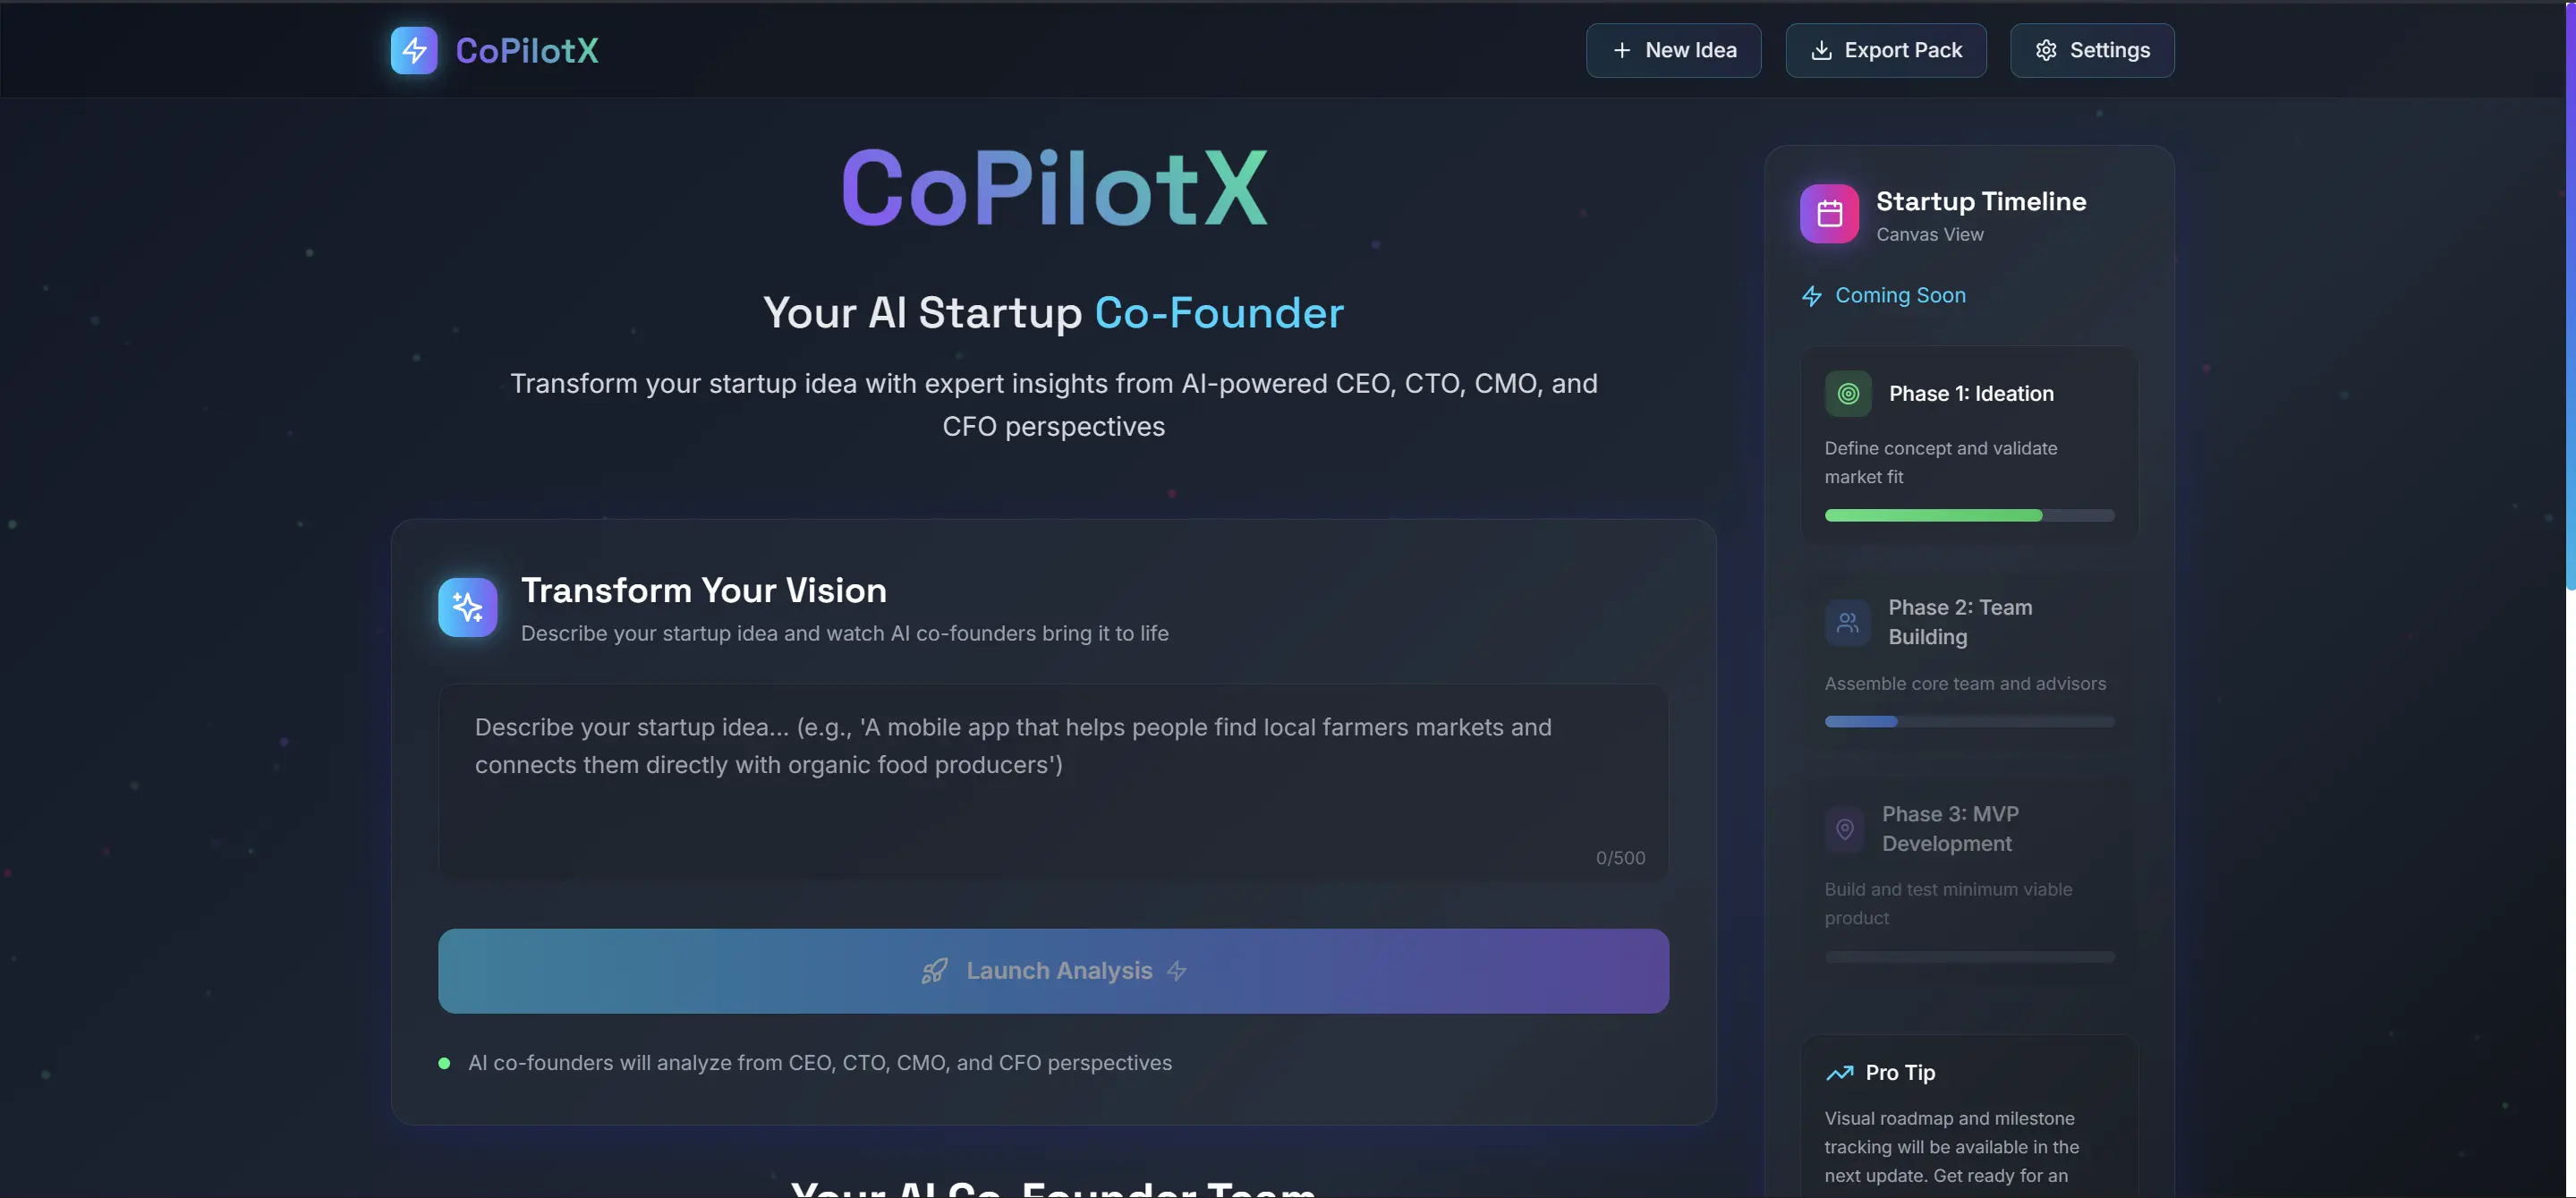 CoPilotX
New Idea
Export Pack
Settings
CoPilotX
Your AI Startup Co-Founder
Transform your startup idea with expert insights from AI-powered CEO, CTO, CMO, and
CFO perspectives
Transform Your Vision
Describe your startup idea and watch AI co-founders bring it to life
Describe your startup idea... (e.g., 'A mobile app that helps people find local farmers markets and
connects them directly with organic food producers')
0/500
Launch Analysis
AI co-founders will analyze from CEO, CTO, CMO, and CFO perspectives
Your AI Co-Founder Team
Startup Timeline
Canvas View
Coming Soon
Phase 1: Ideation
Define concept and validate
market fit
Phase 2: Team
Building
Assemble core team and advisors
Phase 3: MVP
Development
Build and test minimum viable
product
Pro Tip
Visual roadmap and milestone
tracking will be available in the
next update. Get ready for an